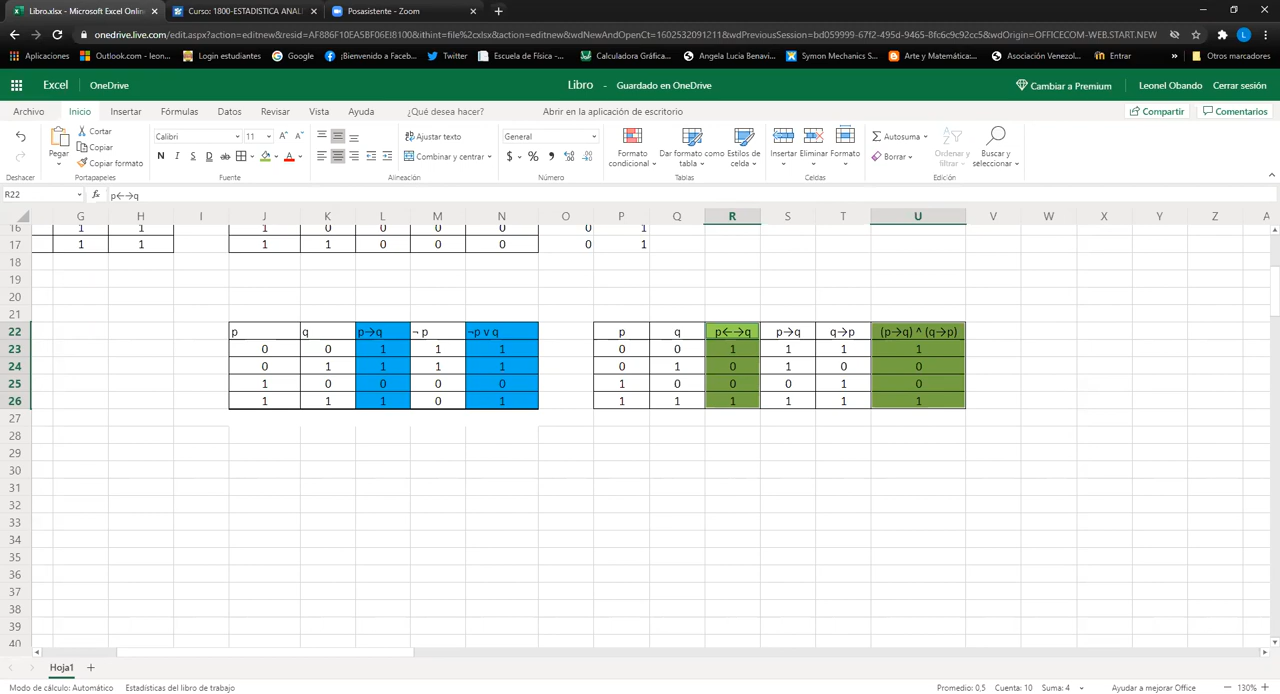 Libro.xlsx - Microsoft Excel Online
Curso: 1800-ESTADISTICA ANALI
Posasistente - Zoom
onedrive.live.com/edit.aspx?action=editnew&resid=AF886F10EA5BF06E!8100&ithint=file%2cxlsx&action=editnew&wdNewAndOpenCt=1602532091211&wdPreviousSession=bd059999-67f2-495d-9465-8fc6c9c92cc5&wdOrigin=OFFICECOM-WEB.START.NEW
Aplicaciones
Outlook.com - leon...
Login estudiantes
Google
¡Bienvenido a Faceb...
Twitter
Escuela de Física -...
Calculadora Gráfica...
Angela Lucia Benavi...
Symon Mechanics S...
Arte y Matemática:...
Asociación Venezol...
Entrar
Otros marcadores
Excel OneDrive
Libro - Guardado en OneDrive
Cambiar a Premium
Leonel Obando
Cerrar sesión
Archivo Inicio Insertar Fórmulas Datos Revisar Vista Ayuda ¿Qué desea hacer? Abrir en la aplicación de escritorio
Compartir
Comentarios
Pegar
Cortar
Copiar
Copiar formato
Calibri 11
N K S D ab
Ajustar texto
Combinar y centrar
General
$ %
Formato condicional
Dar formato como tabla
Estilos de celda
Insertar Eliminar Formato
Autosuma
Borrar
Ordenar y filtrar
Buscar y seleccionar
Deshacer Portapapeles Fuente Alineación Número Tablas Celdas Edición
R22 fx p←→q
G H I J K L M N O P Q R S T U V W X Y Z A
16 1 1 1 0 0 0 0 0 1
17 1 1 1 1 0 0 0 0 1
18
19
20
21
22 p q p→q ¬ p ¬p v q p q p←→q p→q q→p (p→q) ^ (q→p)
23 0 0 1 1 1 0 0 1 1 1 1
24 0 1 1 1 1 0 1 0 1 0 0
25 1 0 0 0 0 1 0 0 0 1 0
26 1 1 1 0 1 1 1 1 1 1 1
27
28
29
30
31
32
33
34
35
36
37
38
39
40
Hoja1
Modo de cálculo: Automático Estadísticas del libro de trabajo Promedio: 0,5 Cuenta: 10 Suma: 4 Ayudar a mejorar Office 130%